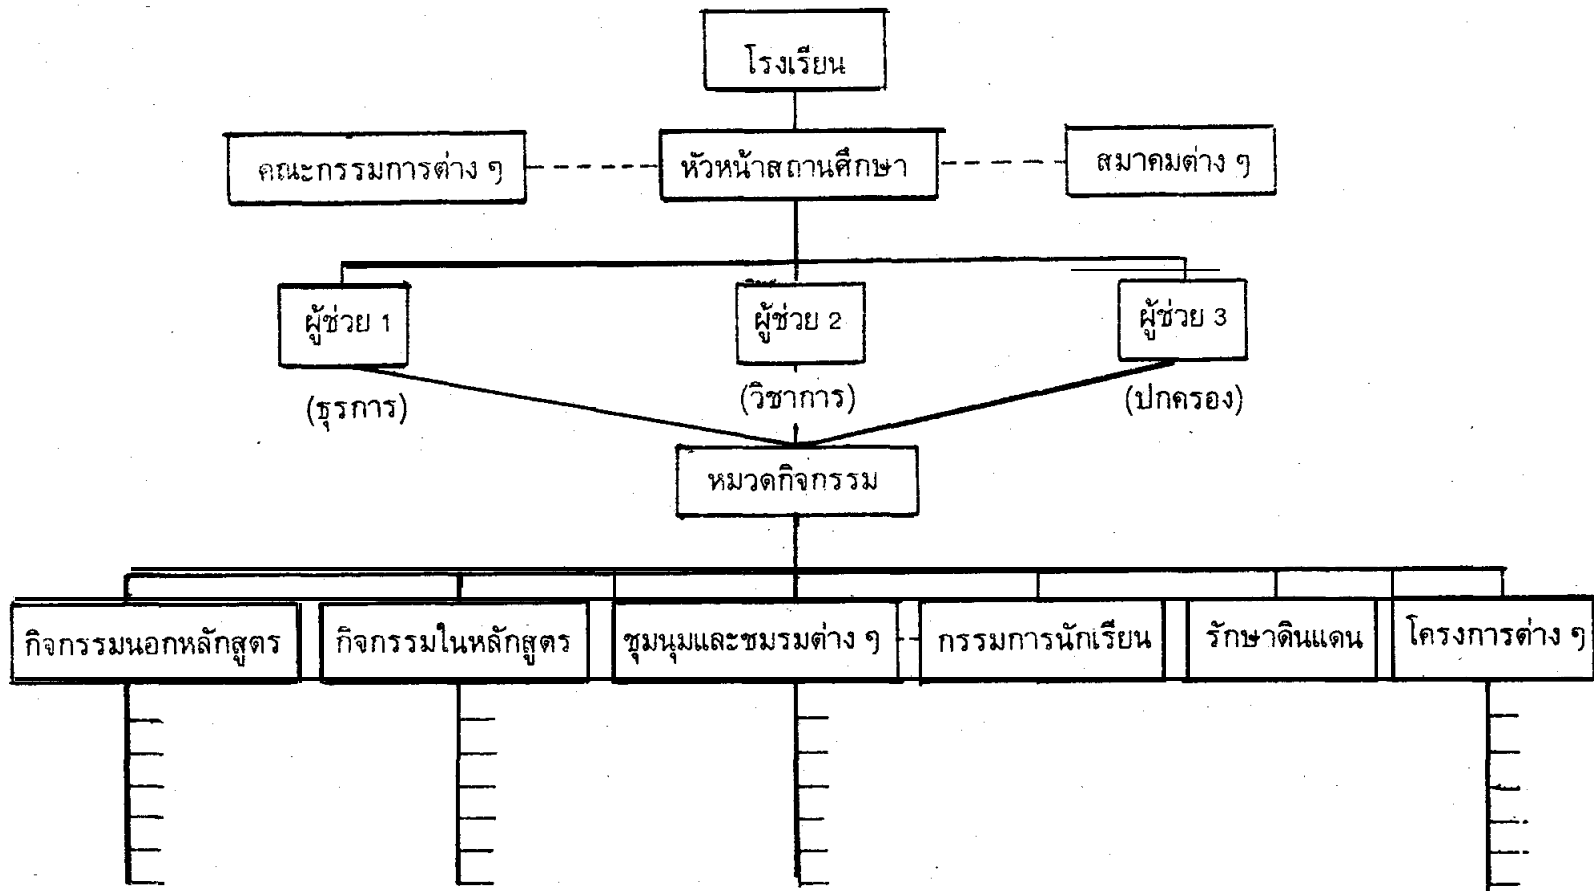 โรงเรียน
คณะกรรมการต่าง ๆ
หัวหน้าสถานศึกษา
สมาคมต่าง ๆ
ผู้ช่วย 1
ผู้ช่วย 2
ผู้ช่วย 3
(ธุรการ)
(วิชาการ)
(ปกครอง)
หมวดกิจกรรม
กิจกรรมนอกหลักสูตร
กิจกรรมในหลักสูตร
ชุมนุมและชมรมต่าง ๆ
กรรมการนักเรียน
รักษาดินแดน
โครงการต่าง ๆ